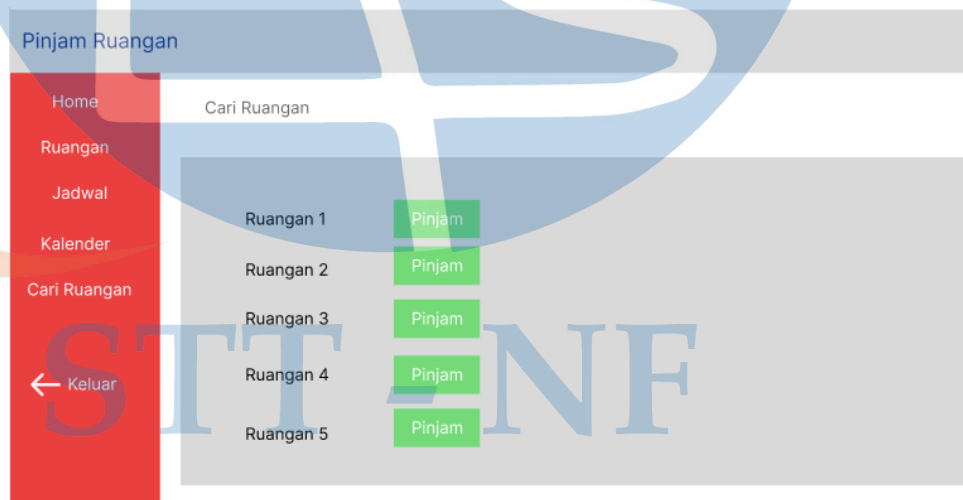 Pinjam Ruangan
Home
Ruangan
Jadwal
Kalender
Cari Ruangan
Keluar
Cari Ruangan
Ruangan 1 Pinjam
Ruangan 2 Pinjam
Ruangan 3 Pinjam
Ruangan 4 Pinjam
Ruangan 5 Pinjam
STT - NF